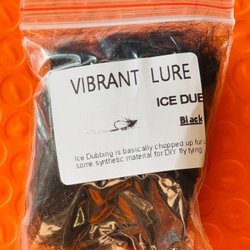 VIBRANT LURE
ICE DUB
Black
Ice Dubbing is basically chopped up fur
some synthetic material for DIY fly tying